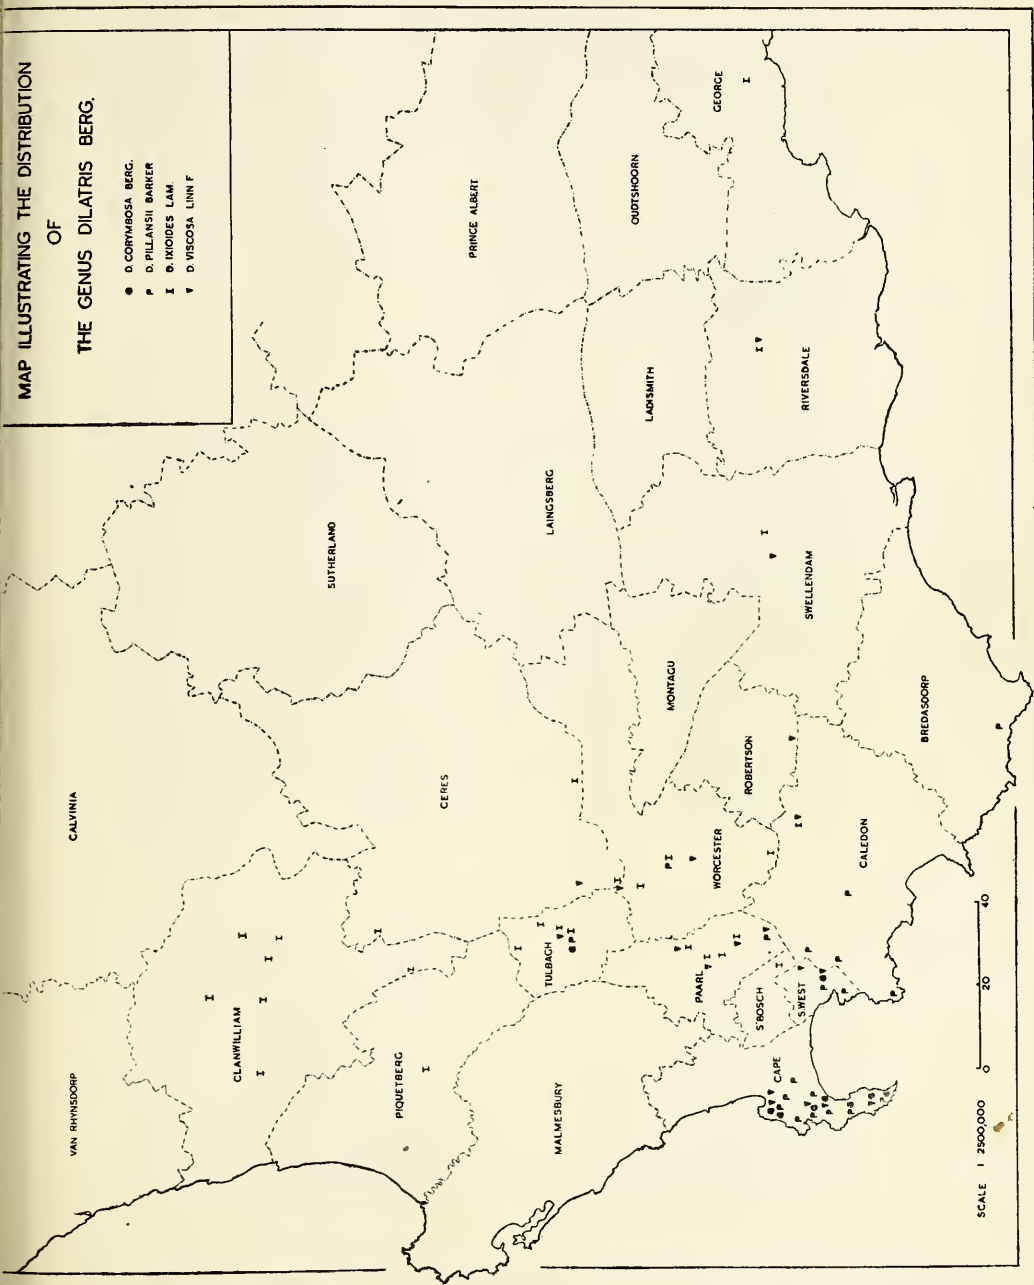 MAP ILLUSTRATING THE DISTRIBUTION
OF
THE GENUS DILATRIS BERG.
D. CORYMBOSA BERG.
P D. PILLANSII BARKER
I D. IXIOIDES LAM.
▼ D. VISCOSA LINN F
VAN RHYNSDORP
CALVINIA
CLANWILLIAM
SUTHERLAND
PIQUETBERG
CERES
PRINCE ALBERT
MALMESBURY
TULBAGH
LAINGSBERG
OUDTSHOORN
LADISMITH
MONTAGU
PAARL
WORCESTER
GEORGE
ROBERTSON
S'BOSCH
CAPE
S.WEST
RIVERSDALE
SWELLENDAM
CALEDON
BREDASDORP
0 20 40
SCALE 1 2500,000